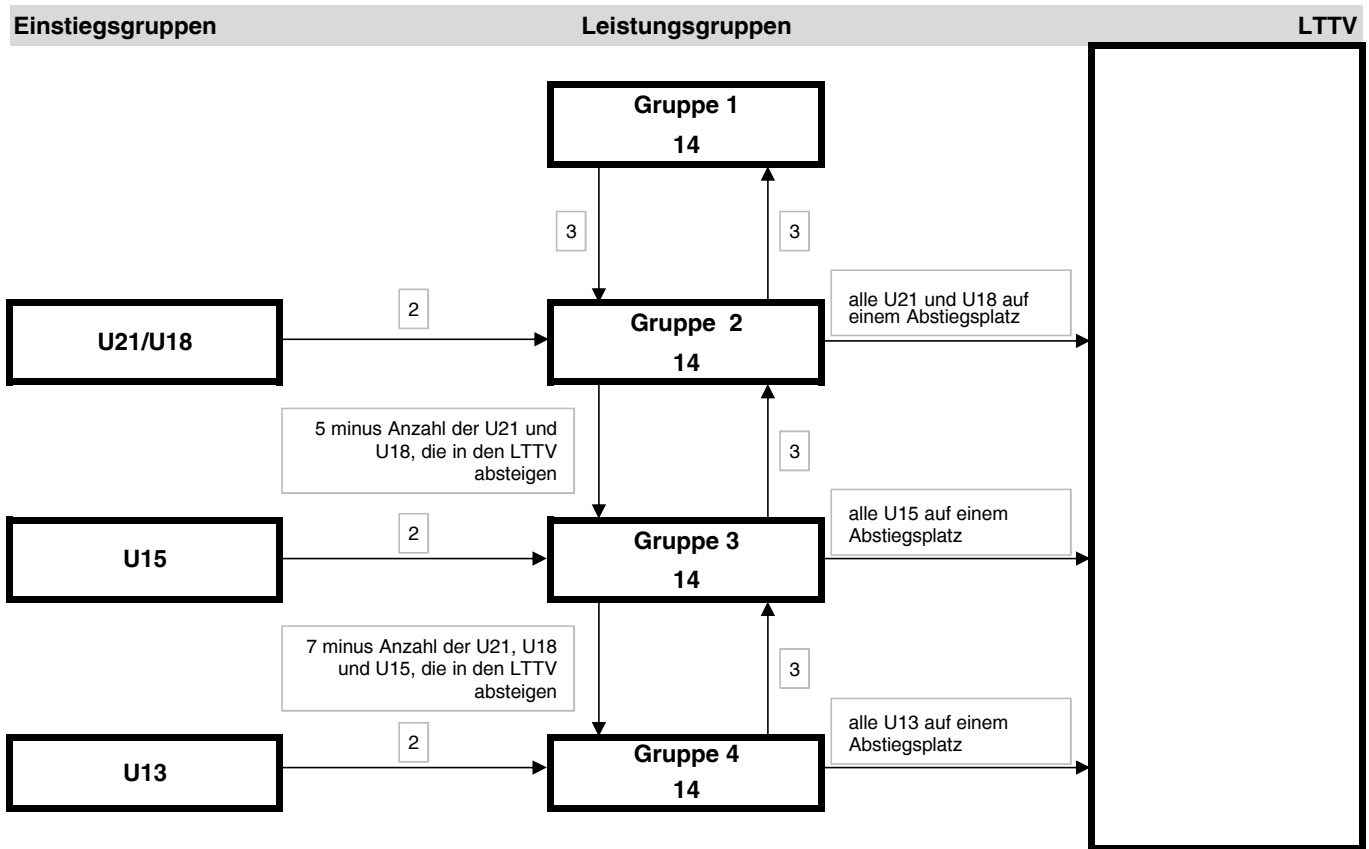 Einstiegsgruppen Leistungsgruppen LTTV
Gruppe 1
14
3 3
2
alle U21 und U18 auf
einem Abstiegsplatz
U21/U18
Gruppe 2
14
5 minus Anzahl der U21 und
U18, die in den LTTV
absteigen
3
2
alle U15 auf einem
Abstiegsplatz
U15
Gruppe 3
14
7 minus Anzahl der U21, U18
und U15, die in den LTTV
absteigen
3
2
alle U13 auf einem
Abstiegsplatz
U13
Gruppe 4
14